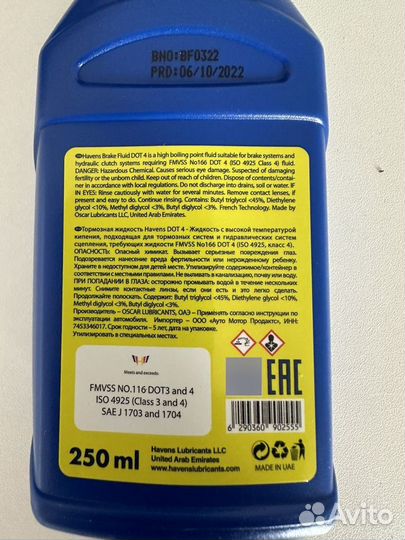 BNO:BF0322
PRD:06/10/2022
Havens Brake Fluid DOT 4 is a high boiling point fluid suitable for brake systems and
hydraulic clutch systems requiring FMVSS No166 DOT 4 (ISO 4925 Class 4) fluid.
DANGER: Hazardous Chemical. Causes serious eye damage. Suspected of damaging
fertility or the unborn child. Keep out of reach of children. Dispose of contents/contai-
ner in accordance with local regulations. Do not discharge into drains, soil or water. IF
IN EYES: Rinse cautiously with water for several minutes. Remove contact lenses, if
present and easy to do. Continue rinsing. Contains: Butyl triglycol <45%, Diethylene
glycol <10%, Methyl diglycol <3%, Butyl diglycol <3%. French Technology. Made by
Oscar Lubricants LLC, United Arab Emirates.
Тормозная жидкость Havens DOT 4 - Жидкость с высокой температурой
кипения, подходящая для тормозных систем и гидравлических систем
сцепления, требующих жидкости FMVSS No166 DOT 4 (ISO 4925, класс 4).
ОПАСНОСТЬ: Опасный химикат. Вызывает серьезные повреждения глаз.
Подозревается нанесение вреда фертильности или нерожденному ребенку.
Хранить в недоступном для детей месте. Утилизируйте содержимое/контейнер в
соответствии с местными правилами. Не выливать в канализацию, почву или воду.
ПРИ ПОПАДАНИИ В ГЛАЗА: осторожно промывать водой в течение нескольких
минут. Снимите контактные линзы, если они есть и это легко сделать.
Продолжайте полоскать. Содержит: Butyl triglycol <45%, Diethylene glycol <10%,
Methyl diglycol <3%, Butyl diglycol <3%.
Производитель – OSCAR LUBRICANTS, ОАЭ – Применять согласно инструкции по
эксплуатации автомобиля. Импортер – ООО «Ауто Мотор Продактс», ИНН:
7453346017. Срок годности – 5 лет, дата на упаковке.
Утилизировать в специальных местах.
Meets and exceeds:
FMVSS NO.116 DOT3 and 4
ISO 4925 (Class 3 and 4)
SAE J 1703 and 1704
EAC
6 290360 902555
250 ml
Havens Lubricants LLC
United Arab Emirates
www.havenslubricants.com
MADE IN UAE
Avito